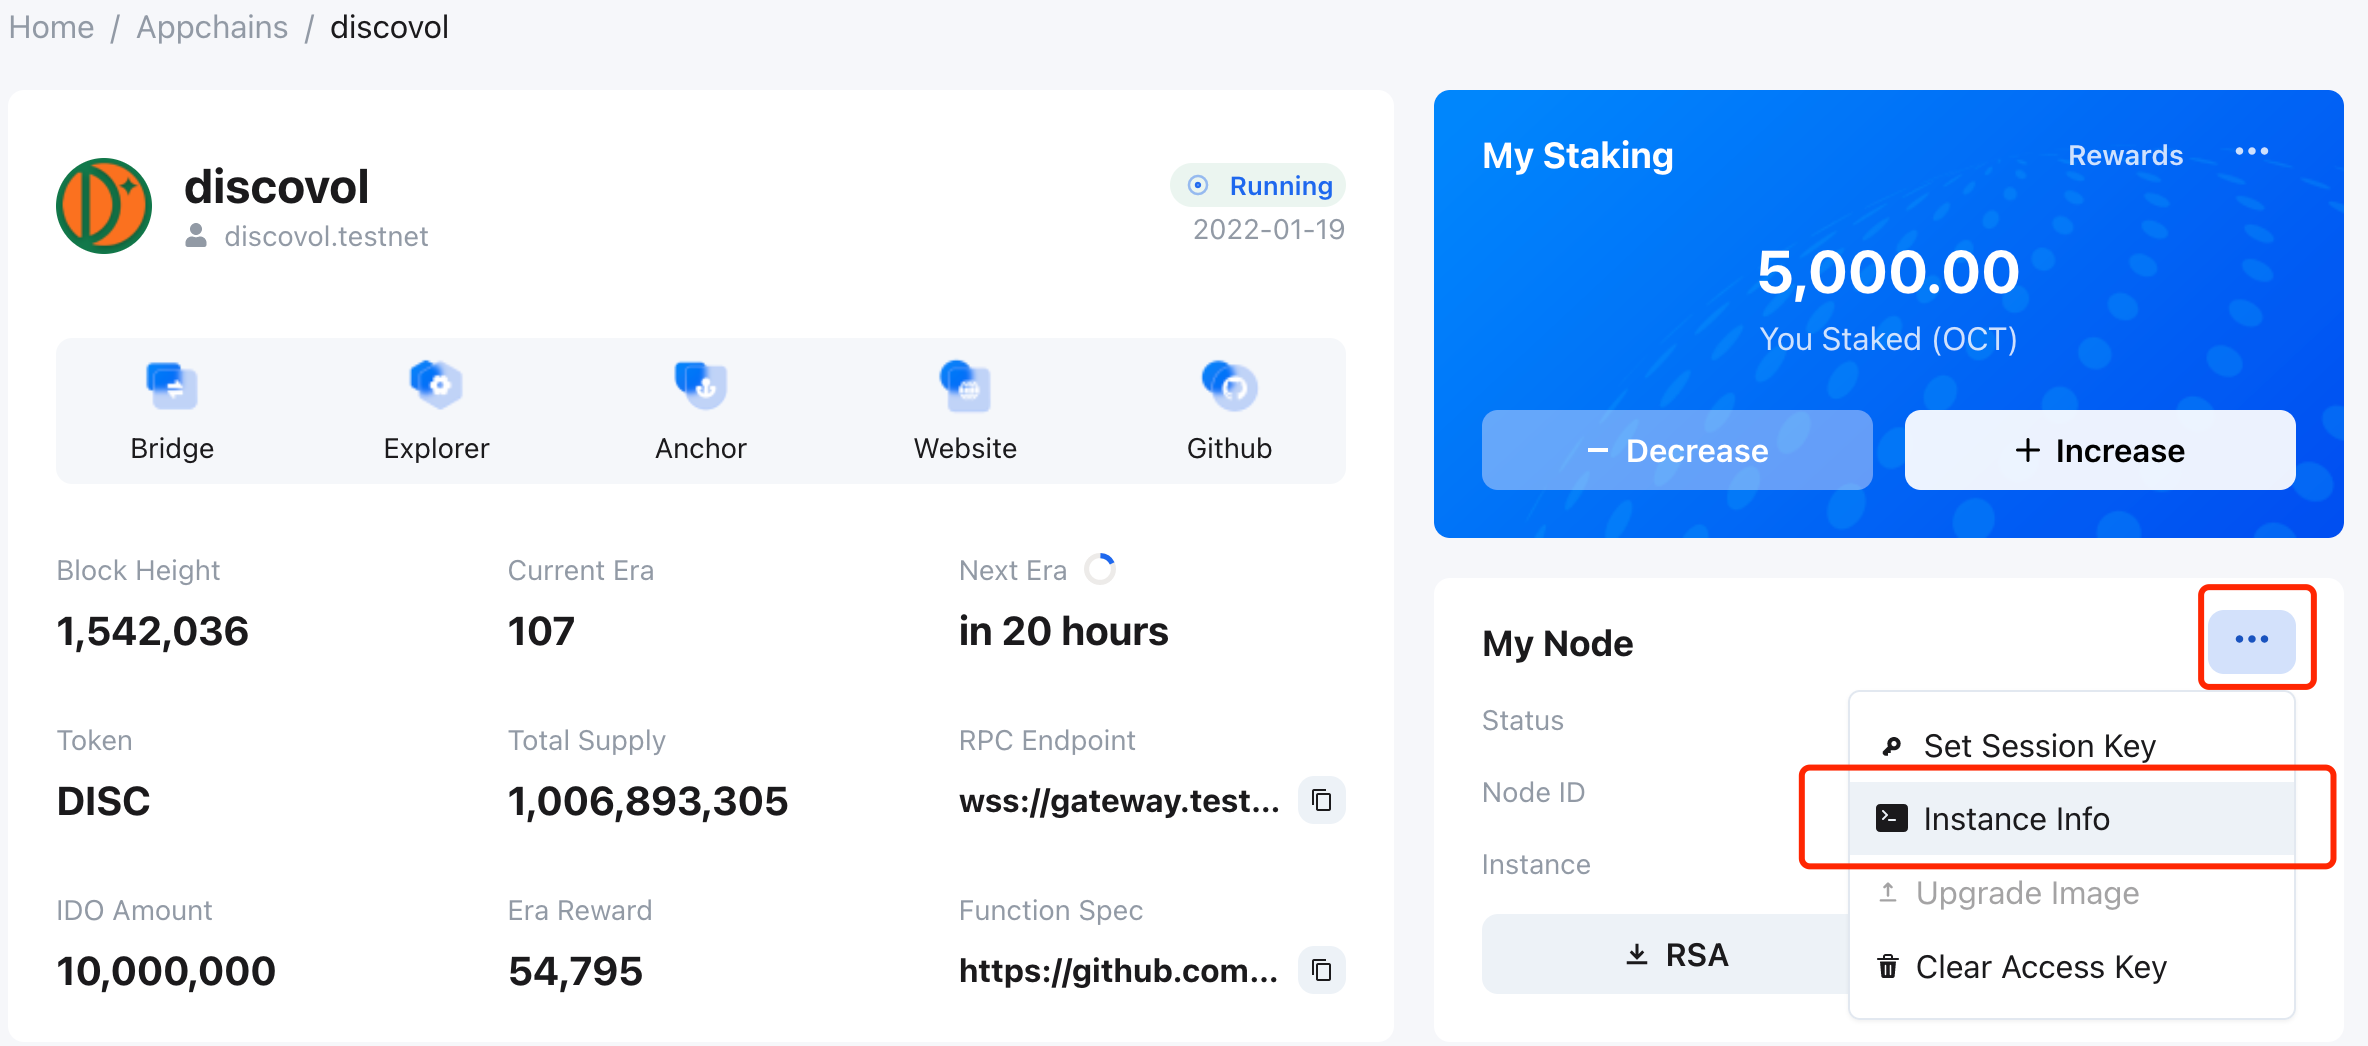 Home / Appchains / discovol
discovol
discovol.testnet
Running
2022-01-19
Bridge
Explorer
Anchor
Website
Github
Block Height
1,542,036
Current Era
107
Next Era
in 20 hours
Token
DISC
Total Supply
1,006,893,305
RPC Endpoint
wss://gateway.test...
IDO Amount
10,000,000
Era Reward
54,795
Function Spec
https://github.com...
My Staking
Rewards
5,000.00
You Staked (OCT)
Decrease
Increase
My Node
Status
Node ID
Instance
RSA
Set Session Key
Instance Info
Upgrade Image
Clear Access Key